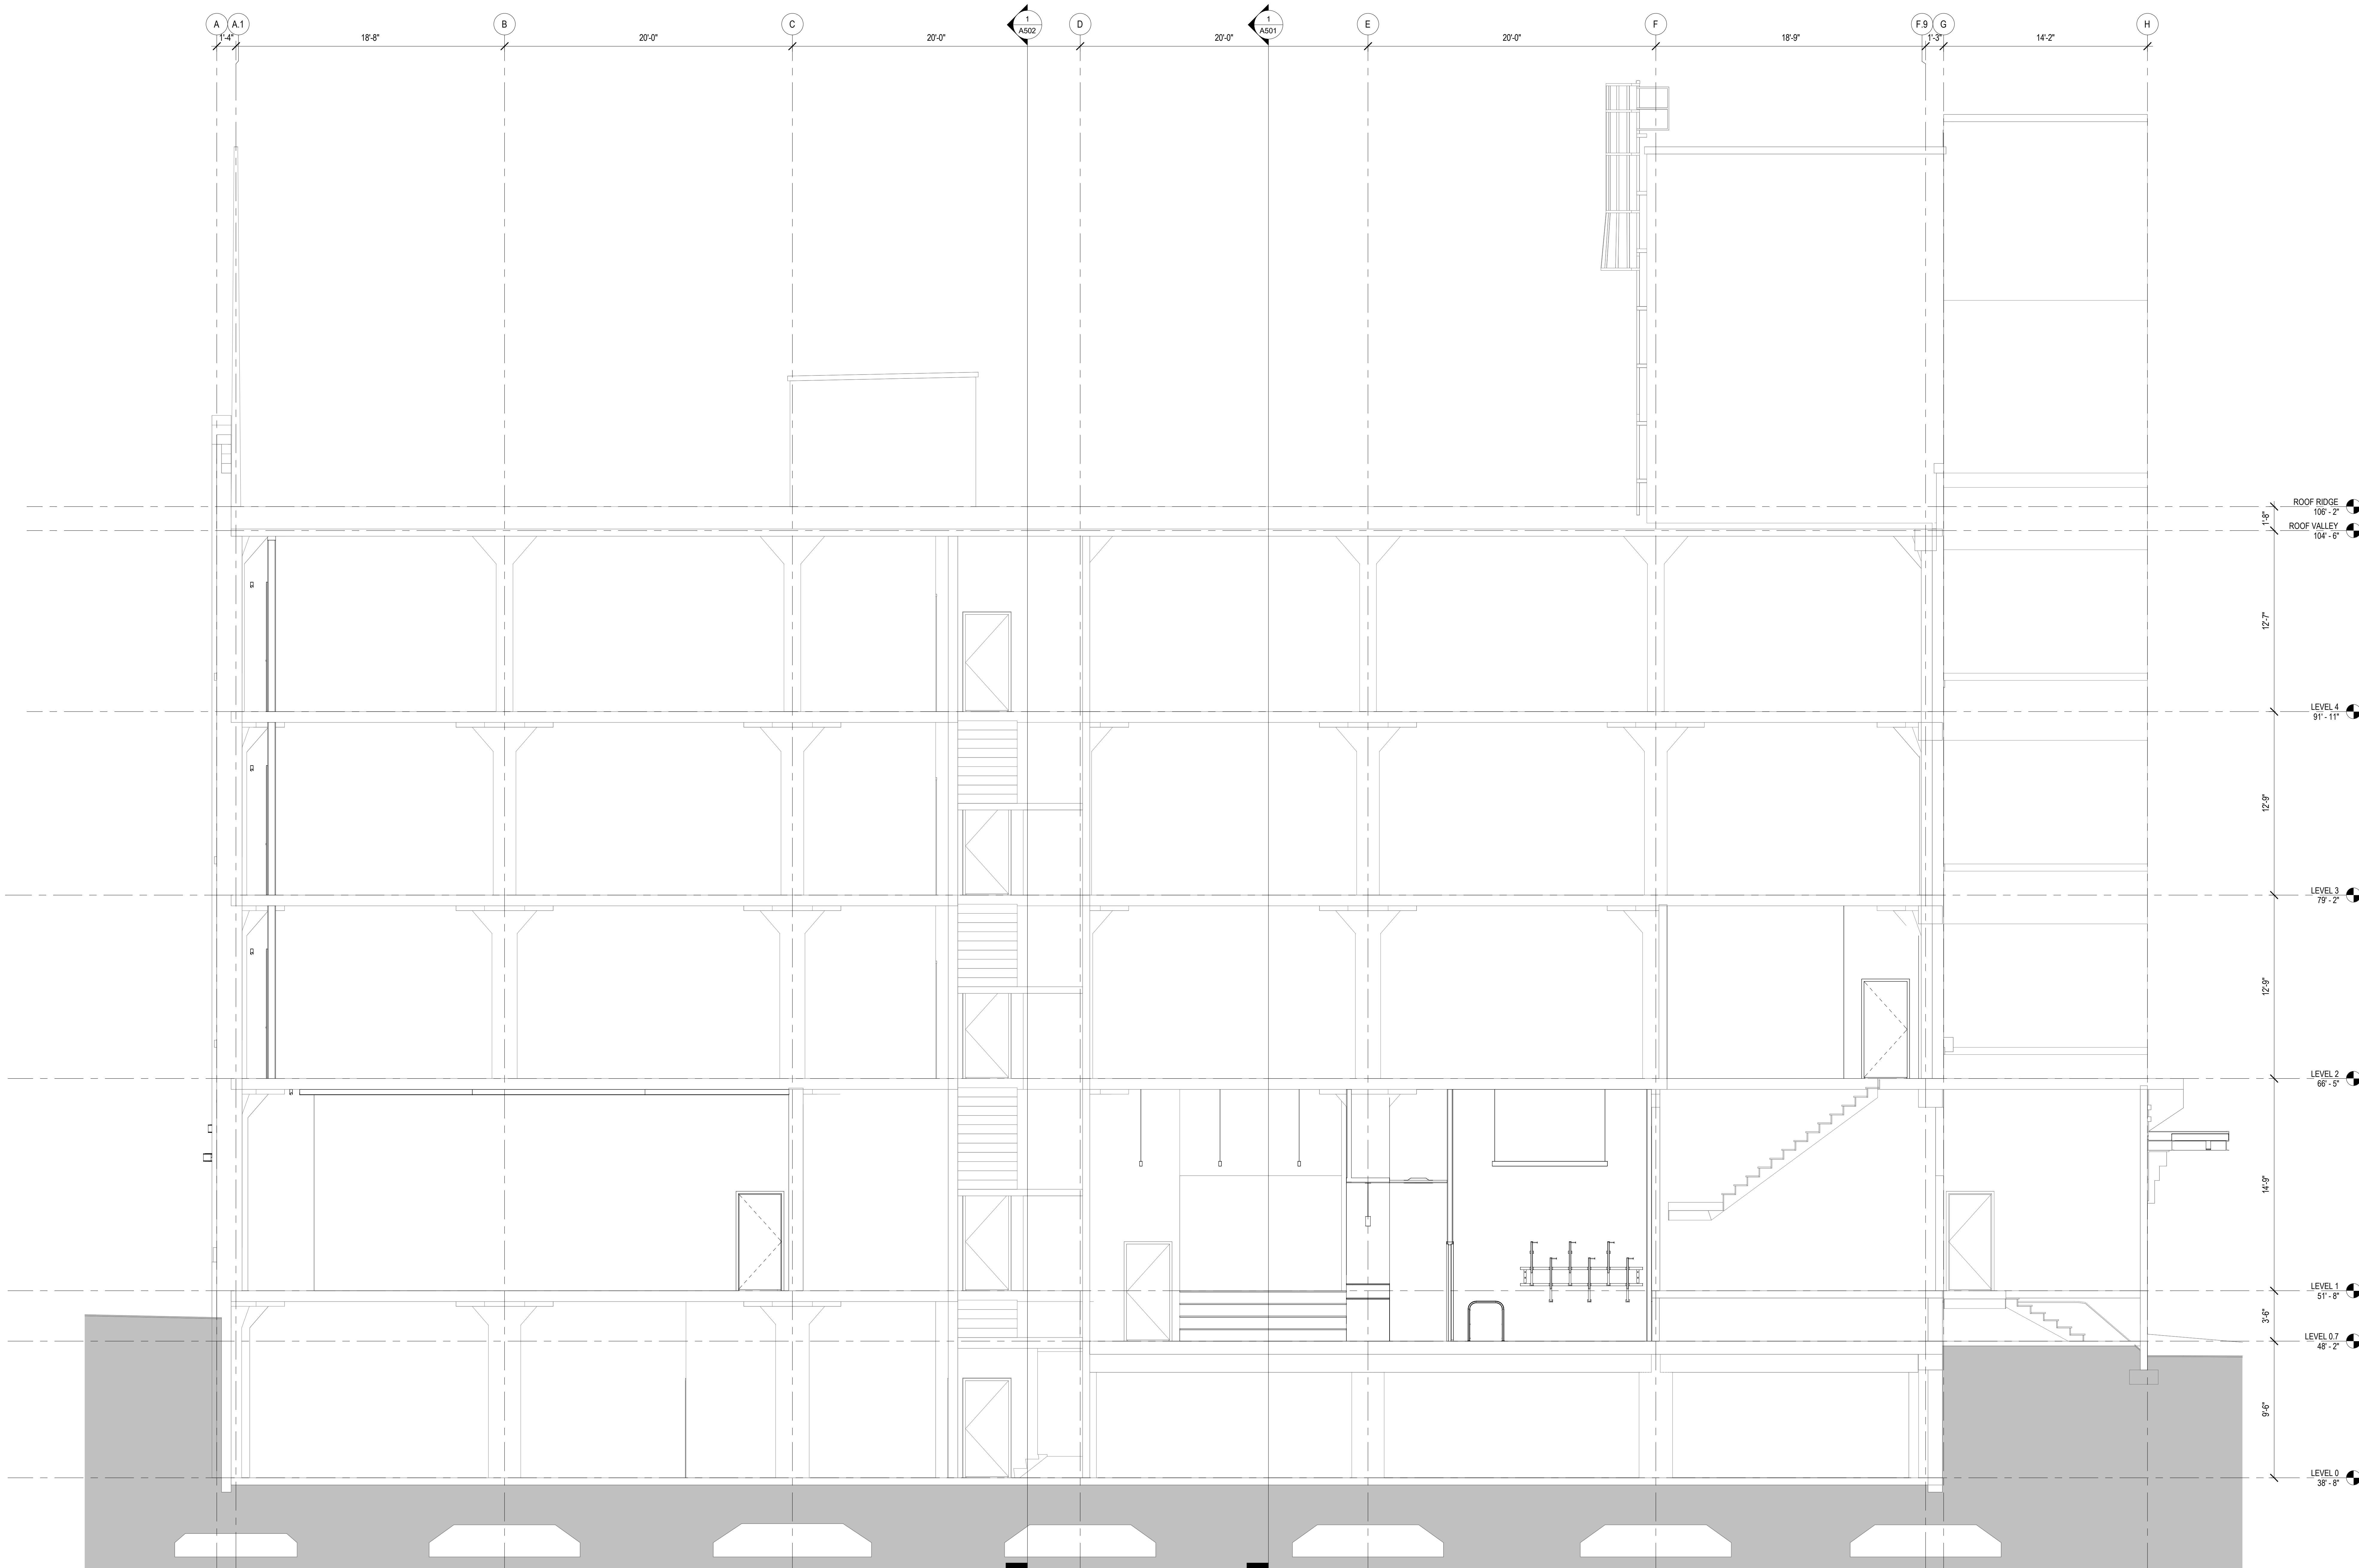 A
A.1
B
C
1
A502
D
1
A501
E
F
F.9
G
H
1'-4"
18'-8"
20'-0"
20'-0"
20'-0"
20'-0"
18'-9"
1'-3"
14'-2"
ROOF RIDGE
106' - 2"
1'-8"
ROOF VALLEY
104' - 6"
12'-7"
LEVEL 4
91' - 11"
12'-9"
LEVEL 3
79' - 2"
12'-9"
LEVEL 2
66' - 5"
14'-9"
LEVEL 1
51' - 8"
3'-6"
LEVEL 0.7
48' - 2"
9'-6"
LEVEL 0
38' - 8"